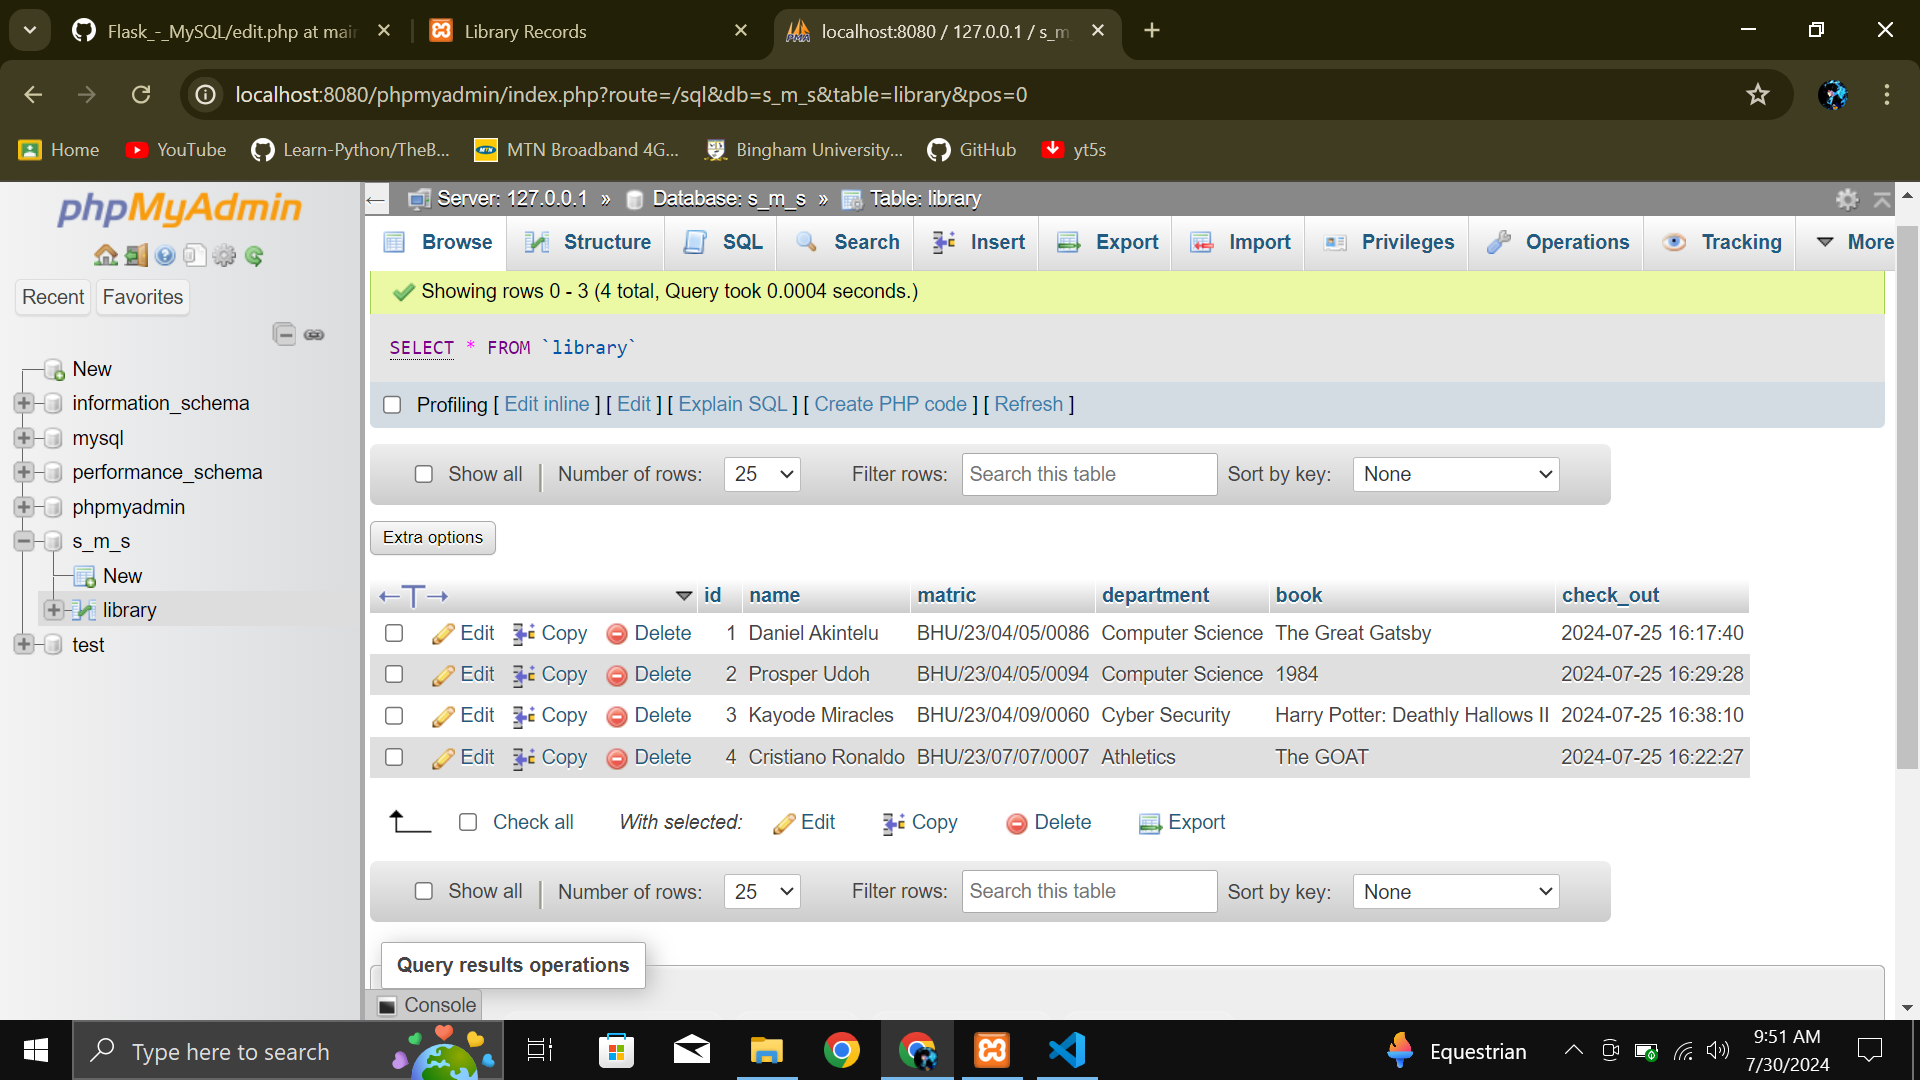 Flask_-_MySQL/edit.php at main
Library Records
localhost:8080 / 127.0.0.1 / s_m_
localhost:8080/phpmyadmin/index.php?route=/sql&db=s_m_s&table=library&pos=0
Home
YouTube
Learn-Python/TheB...
MTN Broadband 4G...
Bingham University...
GitHub
yt5s
phpMyAdmin
Recent Favorites
New
information_schema
mysql
performance_schema
phpmyadmin
s_m_s
New
library
test
Server: 127.0.0.1 » Database: s_m_s » Table: library
Browse Structure SQL Search Insert Export Import Privileges Operations Tracking More
Showing rows 0 - 3 (4 total, Query took 0.0004 seconds.)
SELECT * FROM `library`
Profiling [ Edit inline ] [ Edit ] [ Explain SQL ] [ Create PHP code ] [ Refresh ]
Show all Number of rows: 25 Filter rows: Search this table Sort by key: None
Extra options
id name matric department book check_out
Edit Copy Delete 1 Daniel Akintelu BHU/23/04/05/0086 Computer Science The Great Gatsby 2024-07-25 16:17:40
Edit Copy Delete 2 Prosper Udoh BHU/23/04/05/0094 Computer Science 1984 2024-07-25 16:29:28
Edit Copy Delete 3 Kayode Miracles BHU/23/04/09/0060 Cyber Security Harry Potter: Deathly Hallows II 2024-07-25 16:38:10
Edit Copy Delete 4 Cristiano Ronaldo BHU/23/07/07/0007 Athletics The GOAT 2024-07-25 16:22:27
Check all With selected: Edit Copy Delete Export
Show all Number of rows: 25 Filter rows: Search this table Sort by key: None
Query results operations
Console
Type here to search
Equestrian
9:51 AM
7/30/2024